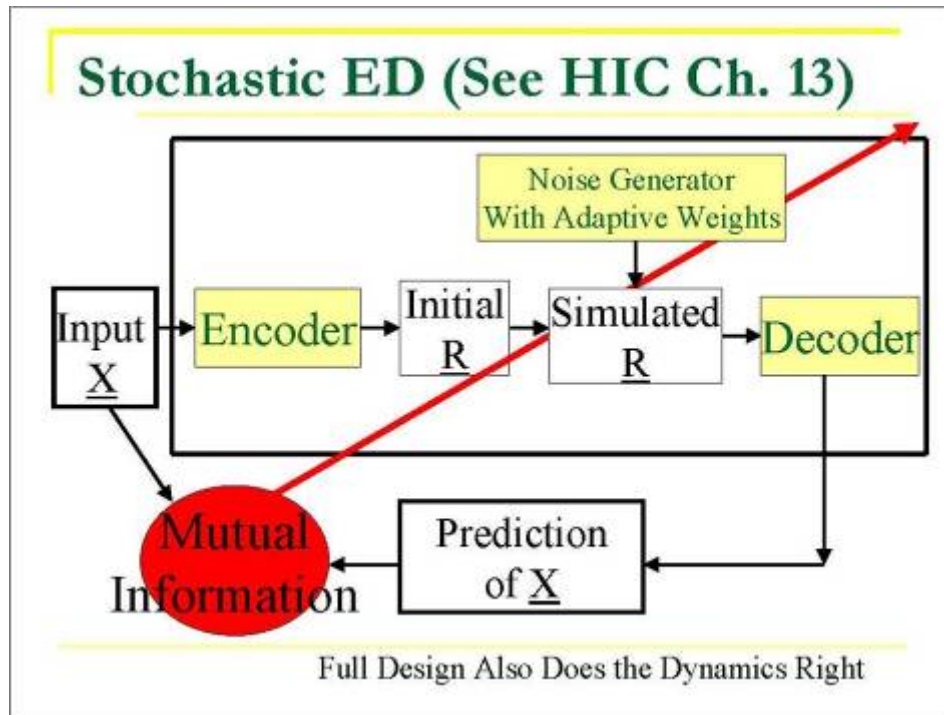 Stochastic ED (See HIC Ch. 13)
Noise Generator
With Adaptive Weights
Input
X
Encoder
Initial
R
Simulated
R
Decoder
Mutual
Information
Prediction
of X
Full Design Also Does the Dynamics Right